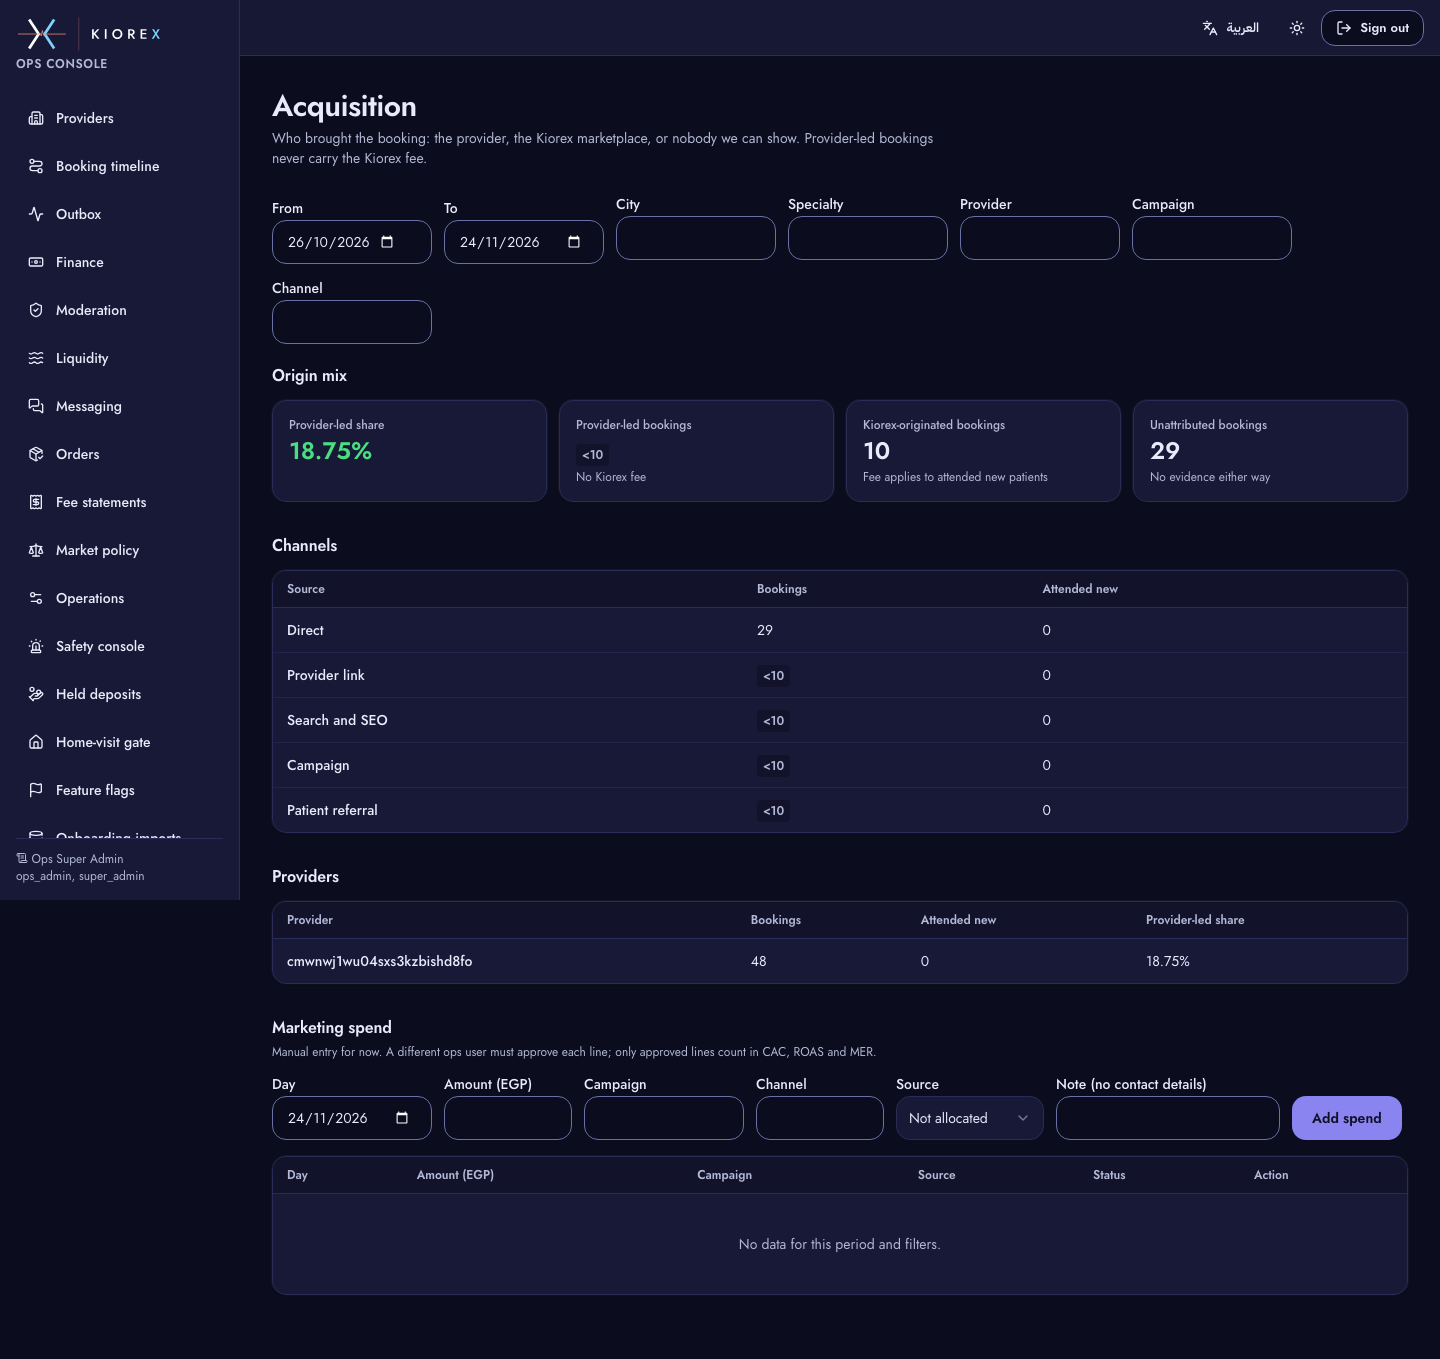 KIOREX
OPS CONSOLE
العربية
Sign out
Providers
Booking timeline
Outbox
Finance
Moderation
Liquidity
Messaging
Orders
Fee statements
Market policy
Operations
Safety console
Held deposits
Home-visit gate
Feature flags
Onboarding imports
Ops Super Admin
ops_admin, super_admin
Acquisition
Who brought the booking: the provider, the Kiorex marketplace, or nobody we can show. Provider-led bookings
never carry the Kiorex fee.
From To City Specialty Provider Campaign
26/10/2026 24/11/2026
Channel
Origin mix
Provider-led share
18.75%
Provider-led bookings
<10
No Kiorex fee
Kiorex-originated bookings
10
Fee applies to attended new patients
Unattributed bookings
29
No evidence either way
Channels
Source Bookings Attended new
Direct 29 0
Provider link <10 0
Search and SEO <10 0
Campaign <10 0
Patient referral <10 0
Providers
Provider Bookings Attended new Provider-led share
cmwnwj1wu04sxs3kzbishd8fo 48 0 18.75%
Marketing spend
Manual entry for now. A different ops user must approve each line; only approved lines count in CAC, ROAS and MER.
Day Amount (EGP) Campaign Channel Source Note (no contact details)
24/11/2026 Not allocated Add spend
Day Amount (EGP) Campaign Source Status Action
No data for this period and filters.